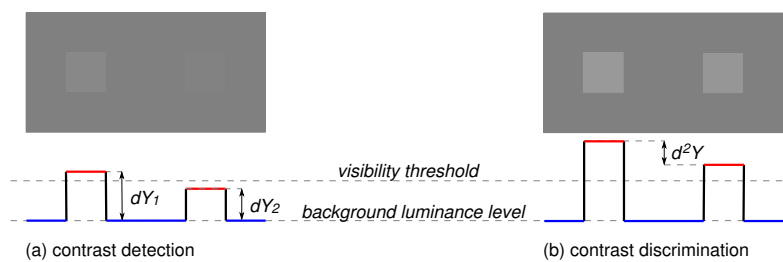 visibility threshold
d²Y
dY₁
dY₂
background luminance level
(a) contrast detection
(b) contrast discrimination